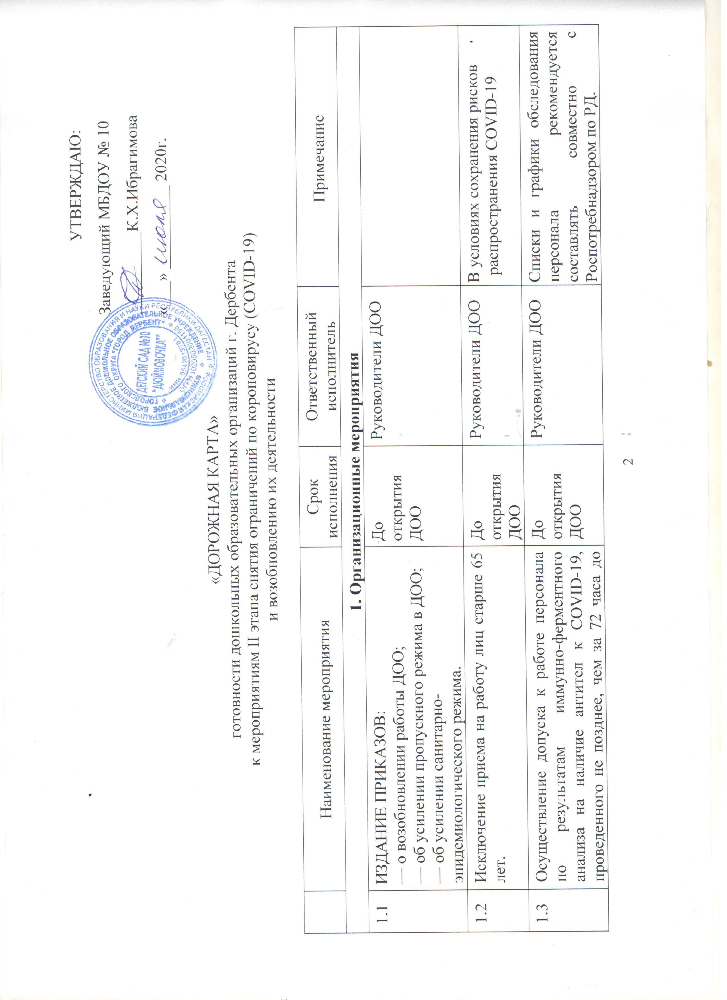 УТВЕРЖДАЮ:
Заведующий МБДОУ № 10
К.Х.Ибрагимова
« » июля 2020г.
РОССИЙСКАЯ ФЕДЕРАЦИЯ МИНИСТЕРСТВО ОБРАЗОВАНИЯ И НАУКИ РЕСПУБЛИКИ ДАГЕСТАН
МУНИЦИПАЛЬНОЕ БЮДЖЕТНОЕ ДОШКОЛЬНОЕ ОБРАЗОВАТЕЛЬНОЕ УЧРЕЖДЕНИЕ
ГОРОДСКОГО ОКРУГА "ГОРОД ДЕРБЕНТ"
ОГРН 1020502001156
ИНН 0542013761
ДЕТСКИЙ САД №10
"ДЮЙМОВОЧКА""
«ДОРОЖНАЯ КАРТА»
готовности дошкольных образовательных организаций г. Дербента
к мероприятиям II этапа снятия ограничений по короновирусу (COVID-19)
и возобновлению их деятельности
Наименование мероприятия
Срок
исполнения
Ответственный
исполнитель
Примечание
1. Организационные мероприятия
1.1
ИЗДАНИЕ ПРИКАЗОВ:
— о возобновлении работы ДОО;
— об усилении пропускного режима в ДОО;
— об усилении санитарно-
эпидемиологического режима.
До
открытия
ДОО
Руководители ДОО
1.2
Исключение приема на работу лиц старше 65
лет.
До
открытия
ДОО
Руководители ДОО
В условиях сохранения рисков
распространения COVID-19
1.3
Осуществление допуска к работе персонала
по результатам иммунно-ферментного
анализа на наличие антител к COVID-19,
проведенного не позднее, чем за 72 часа до
До
открытия
ДОО
Руководители ДОО
Списки и графики обследования
персонала рекомендуется
составлять совместно с
Роспотребнадзором по РД.
2